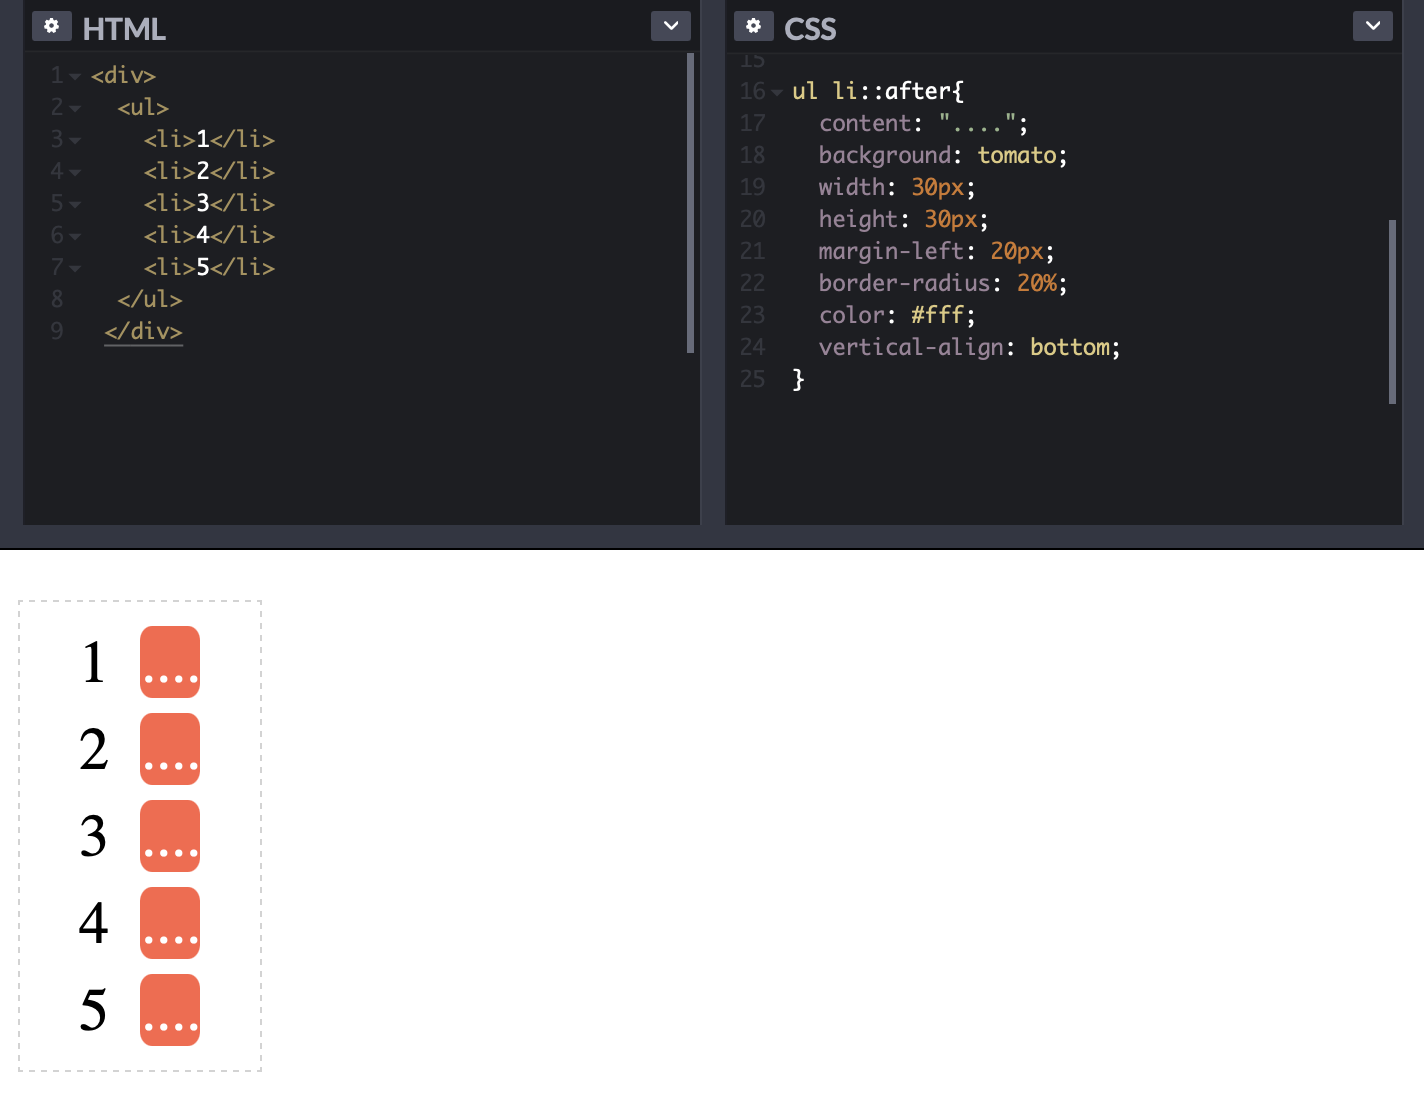 HTML
1 <div>
2 <ul>
3 <li>1</li>
4 <li>2</li>
5 <li>3</li>
6 <li>4</li>
7 <li>5</li>
8 </ul>
9 </div>
CSS
15
16 ul li::after{
17 content: "....";
18 background: tomato;
19 width: 30px;
20 height: 30px;
21 margin-left: 20px;
22 border-radius: 20%;
23 color: #fff;
24 vertical-align: bottom;
25 }
1 ....
2 ....
3 ....
4 ....
5 ....